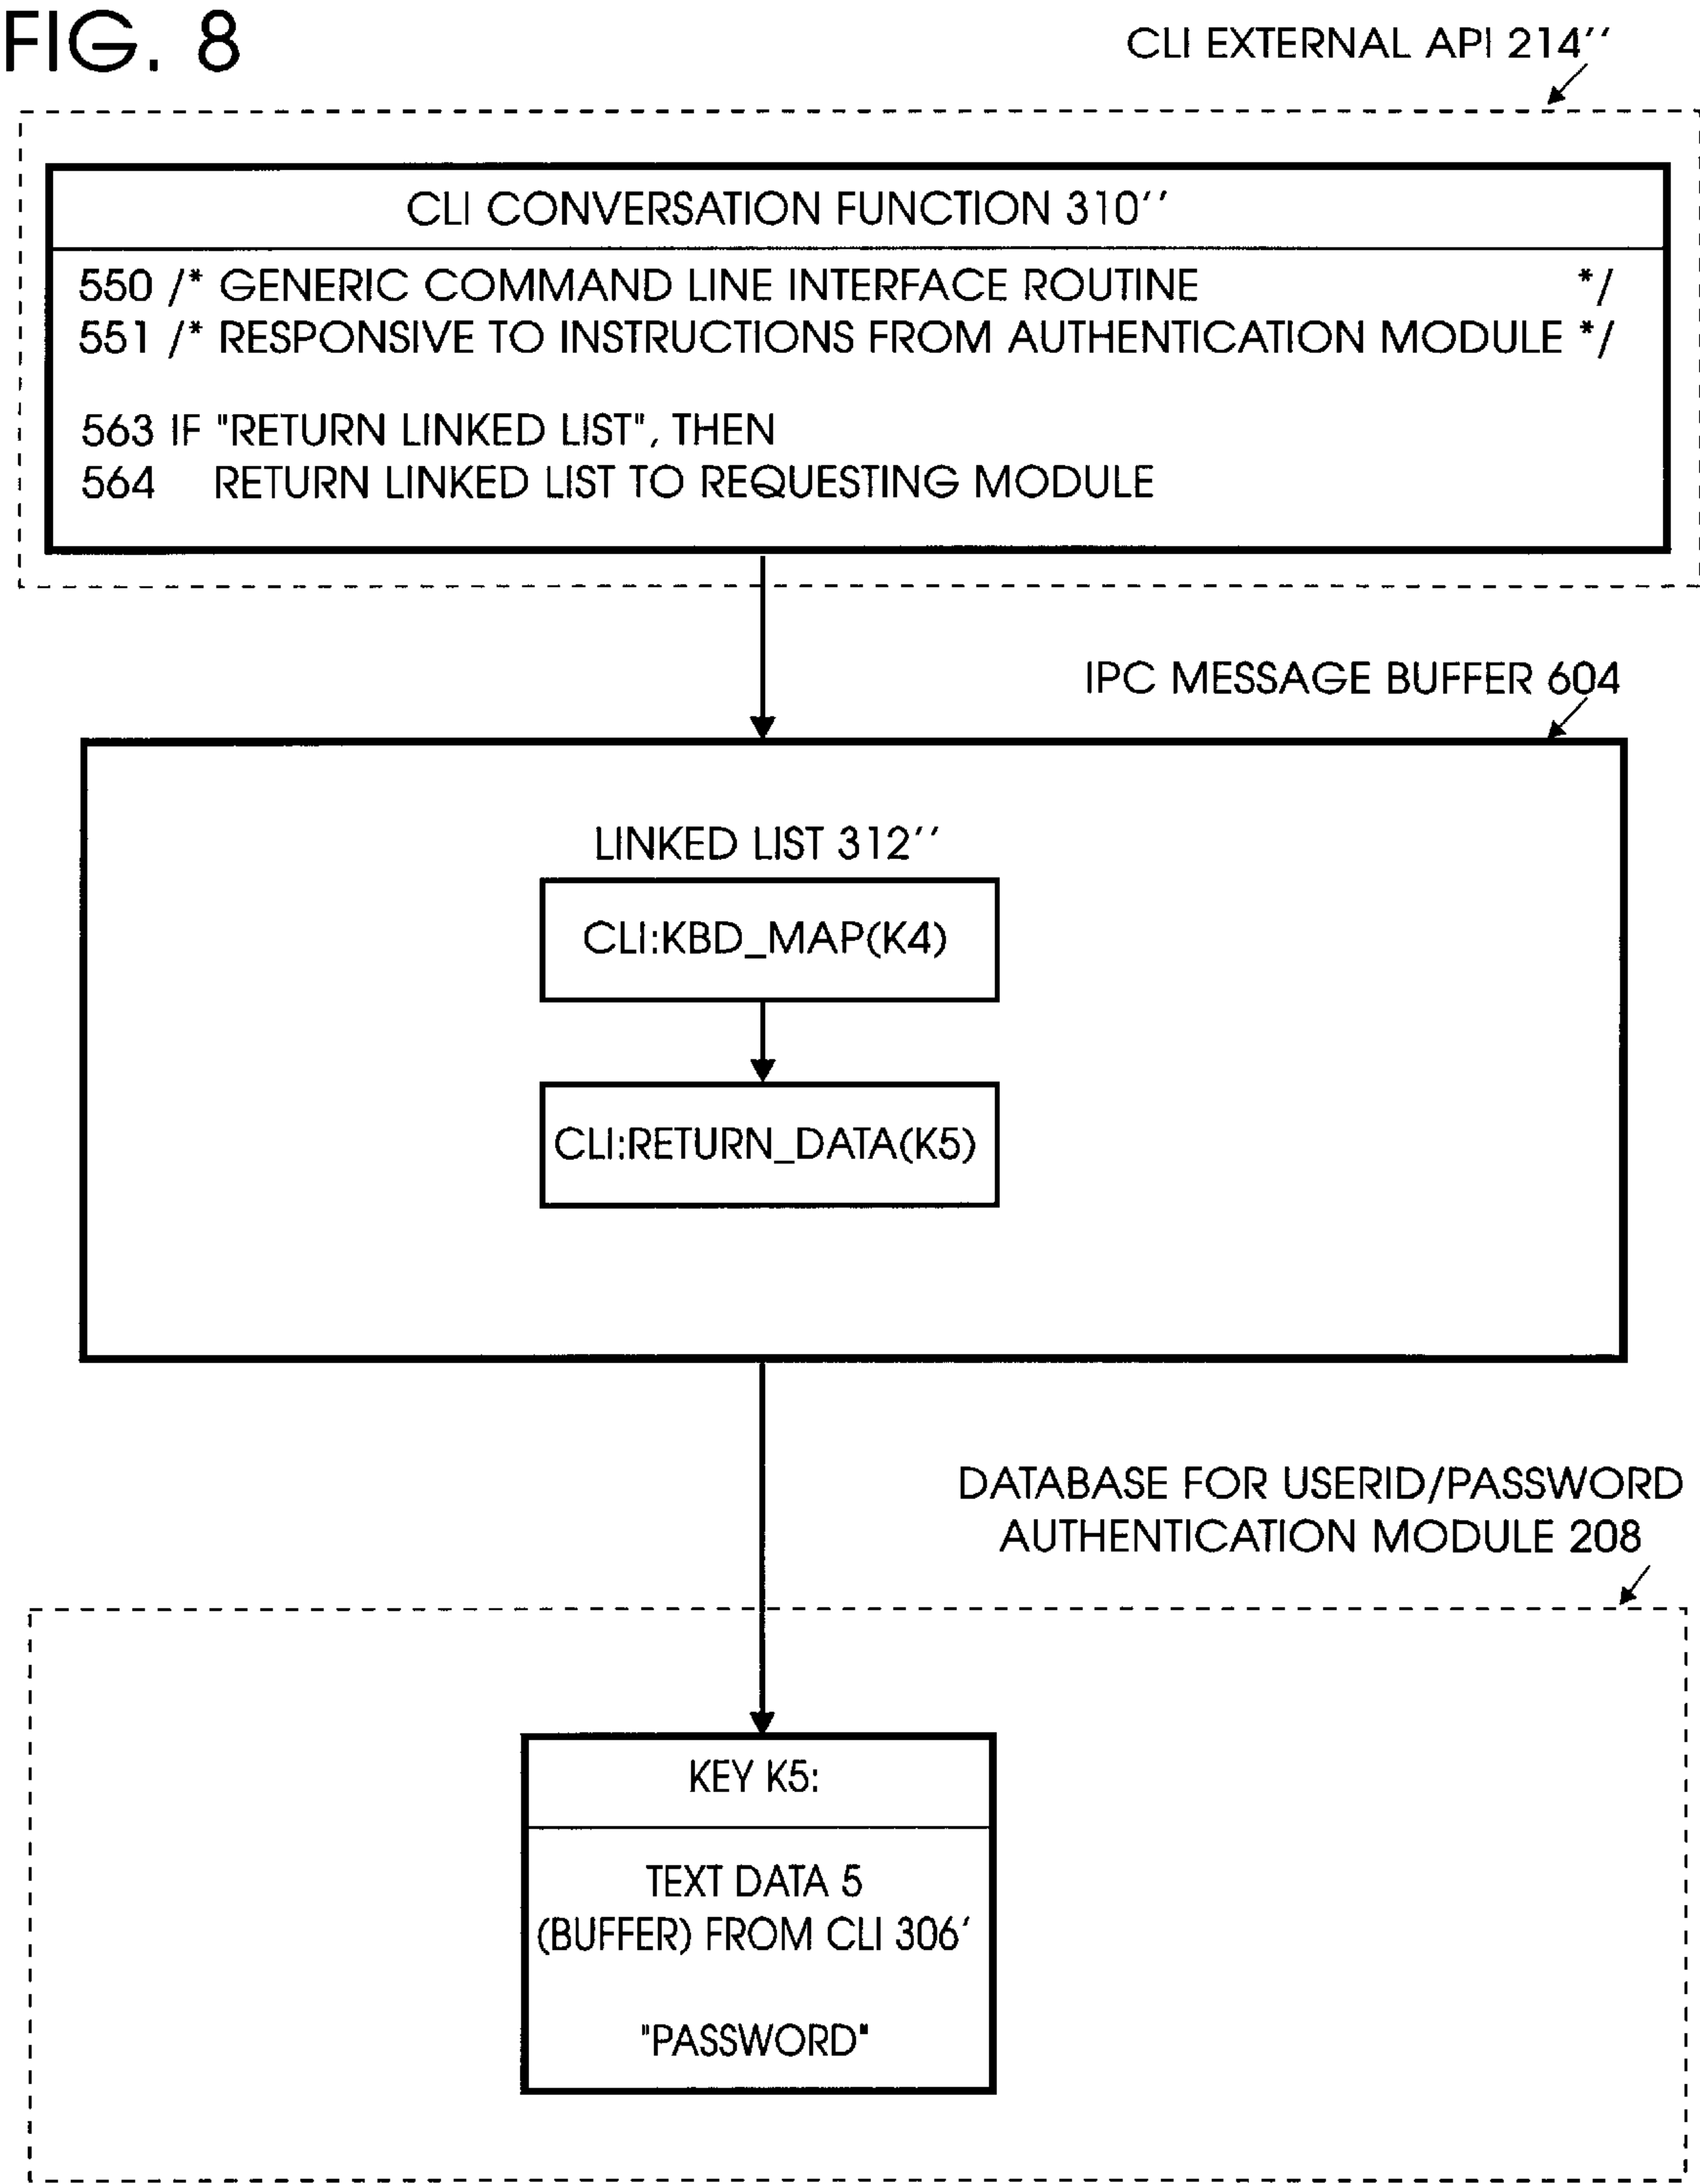 FIG. 8
CLI EXTERNAL API 214''
CLI CONVERSATION FUNCTION 310''
550 /* GENERIC COMMAND LINE INTERFACE ROUTINE */
551 /* RESPONSIVE TO INSTRUCTIONS FROM AUTHENTICATION MODULE */
563 IF "RETURN LINKED LIST", THEN
564 RETURN LINKED LIST TO REQUESTING MODULE
IPC MESSAGE BUFFER 604
LINKED LIST 312''
CLI:KBD_MAP(K4)
CLI:RETURN_DATA(K5)
DATABASE FOR USERID/PASSWORD
AUTHENTICATION MODULE 208
KEY K5:
TEXT DATA 5
(BUFFER) FROM CLI 306'
"PASSWORD"